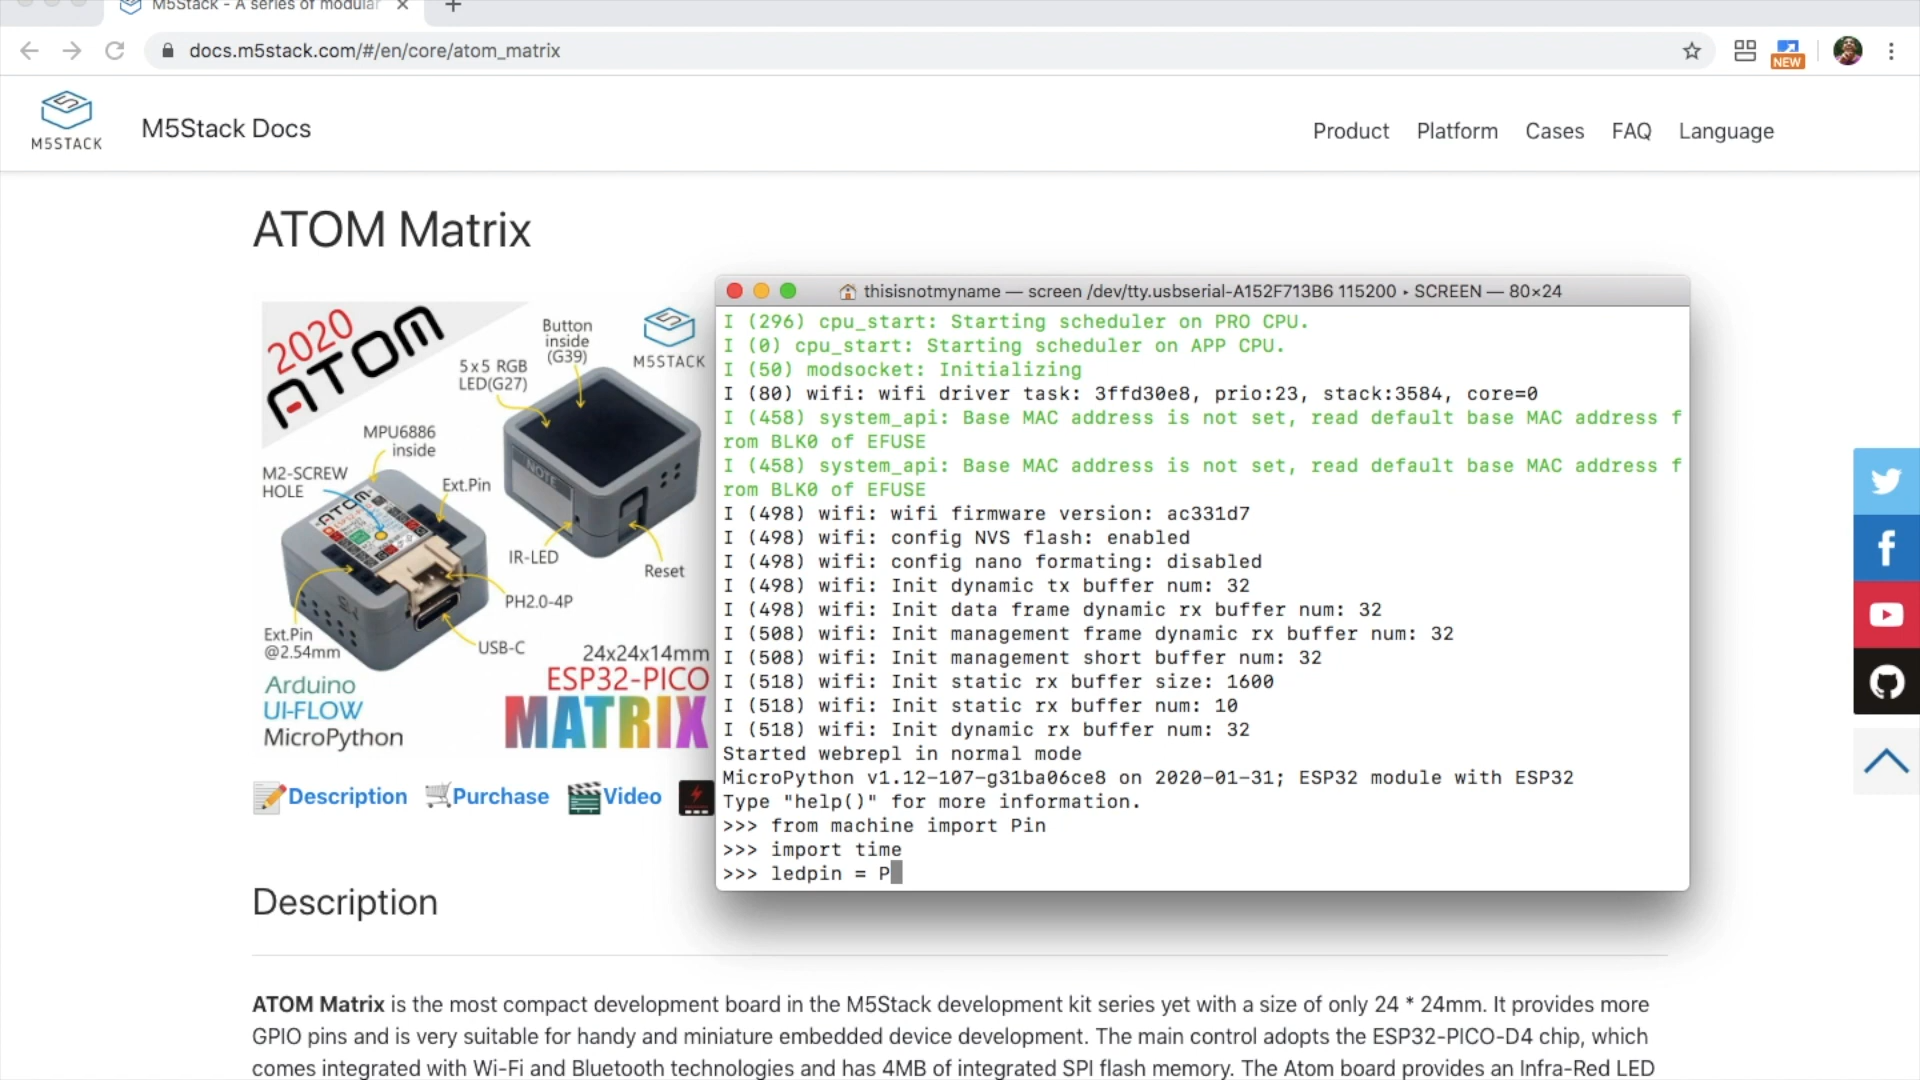 M5Stack - A series of modular
docs.m5stack.com/#/en/core/atom_matrix
NEW
M5STACK
M5Stack Docs
Product Platform Cases FAQ Language
ATOM Matrix
2020
ATOM
Button
inside
(G39)
5x5 RGB
LED(G27)
M5STACK
MPU6886
inside
M2-SCREW
HOLE
Ext.Pin
NOTE
ATOM
IR-LED
Reset
PH2.0-4P
Ext.Pin
@2.54mm
USB-C
24x24x14mm
ESP32-PICO
MATRIX
Arduino
UI-FLOW
MicroPython
Description Purchase Video
thisisnotmyname — screen /dev/tty.usbserial-A152F713B6 115200 ▸ SCREEN — 80×24
I (296) cpu_start: Starting scheduler on PRO CPU.
I (0) cpu_start: Starting scheduler on APP CPU.
I (50) modsocket: Initializing
I (80) wifi: wifi driver task: 3ffd30e8, prio:23, stack:3584, core=0
I (458) system_api: Base MAC address is not set, read default base MAC address f
rom BLK0 of EFUSE
I (458) system_api: Base MAC address is not set, read default base MAC address f
rom BLK0 of EFUSE
I (498) wifi: wifi firmware version: ac331d7
I (498) wifi: config NVS flash: enabled
I (498) wifi: config nano formating: disabled
I (498) wifi: Init dynamic tx buffer num: 32
I (498) wifi: Init data frame dynamic rx buffer num: 32
I (508) wifi: Init management frame dynamic rx buffer num: 32
I (508) wifi: Init management short buffer num: 32
I (518) wifi: Init static rx buffer size: 1600
I (518) wifi: Init static rx buffer num: 10
I (518) wifi: Init dynamic rx buffer num: 32
Started webrepl in normal mode
MicroPython v1.12-107-g31ba06ce8 on 2020-01-31; ESP32 module with ESP32
Type "help()" for more information.
>>> from machine import Pin
>>> import time
>>> ledpin = P
Description
ATOM Matrix is the most compact development board in the M5Stack development kit series yet with a size of only 24 * 24mm. It provides more
GPIO pins and is very suitable for handy and miniature embedded device development. The main control adopts the ESP32-PICO-D4 chip, which
comes integrated with Wi-Fi and Bluetooth technologies and has 4MB of integrated SPI flash memory. The Atom board provides an Infra-Red LED